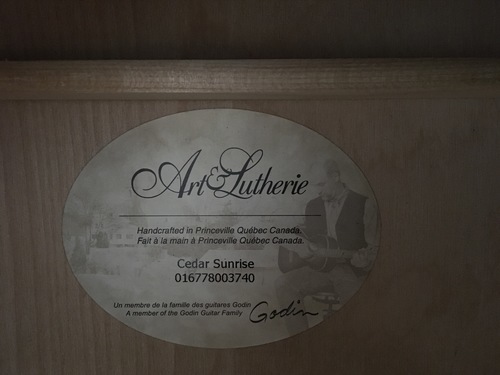 Art & Lutherie
Handcrafted in Princeville Québec Canada.
Fait à la main à Princeville Québec Canada.
Cedar Sunrise
016778003740
Un membre de la famille des guitares Godin
A member of the Godin Guitar Family
Godin